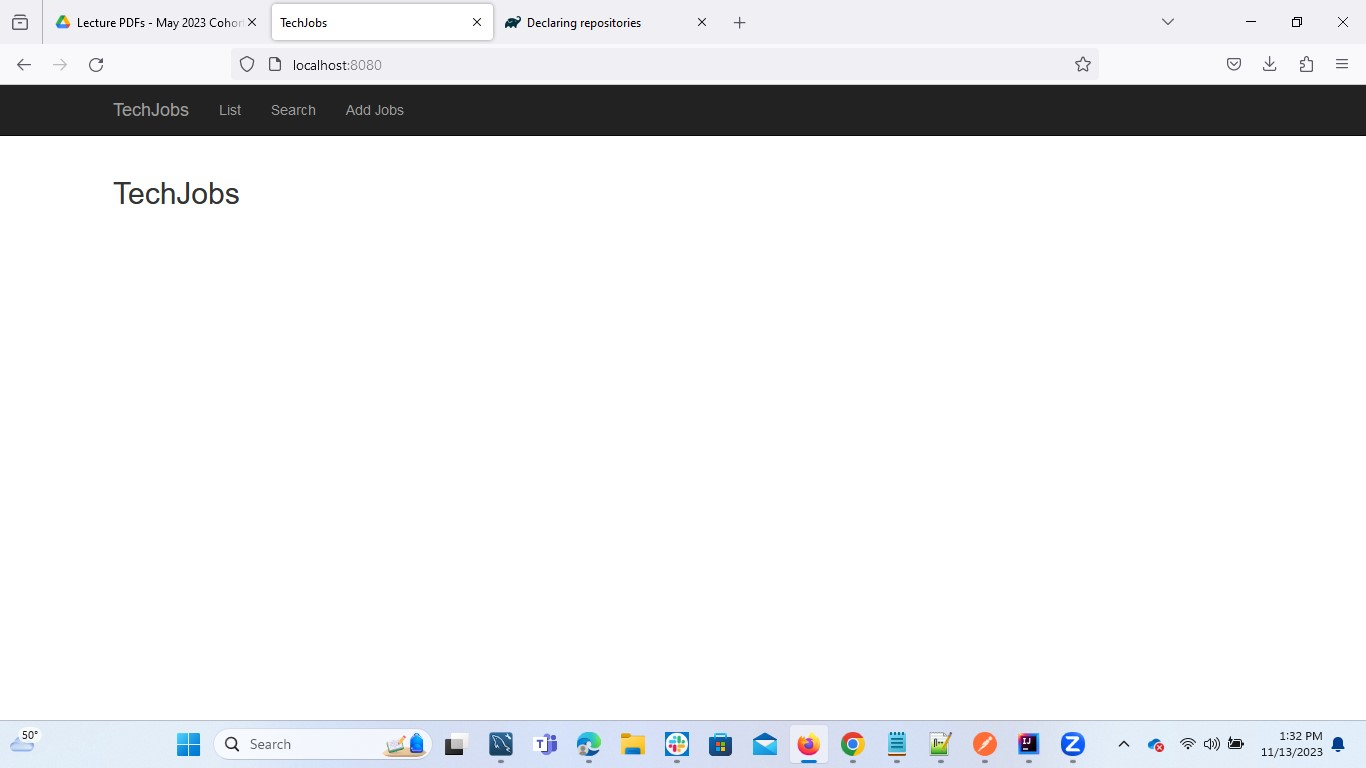 Lecture PDFs - May 2023 Cohor
TechJobs
Declaring repositories
localhost:8080
TechJobs List Search Add Jobs
TechJobs
50°
Search
1:32 PM
11/13/2023